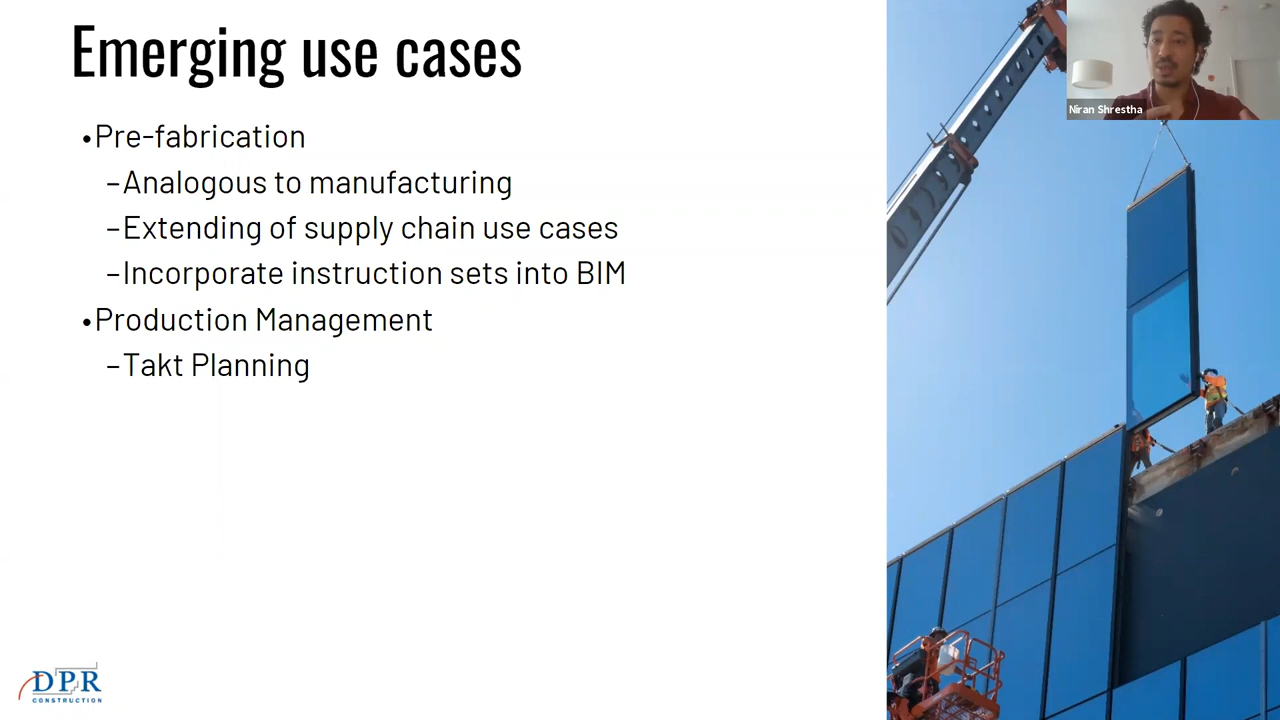 Emerging use cases
•Pre-fabrication
–Analogous to manufacturing
–Extending of supply chain use cases
–Incorporate instruction sets into BIM
•Production Management
–Takt Planning
Niran Shrestha
DPR
CONSTRUCTION